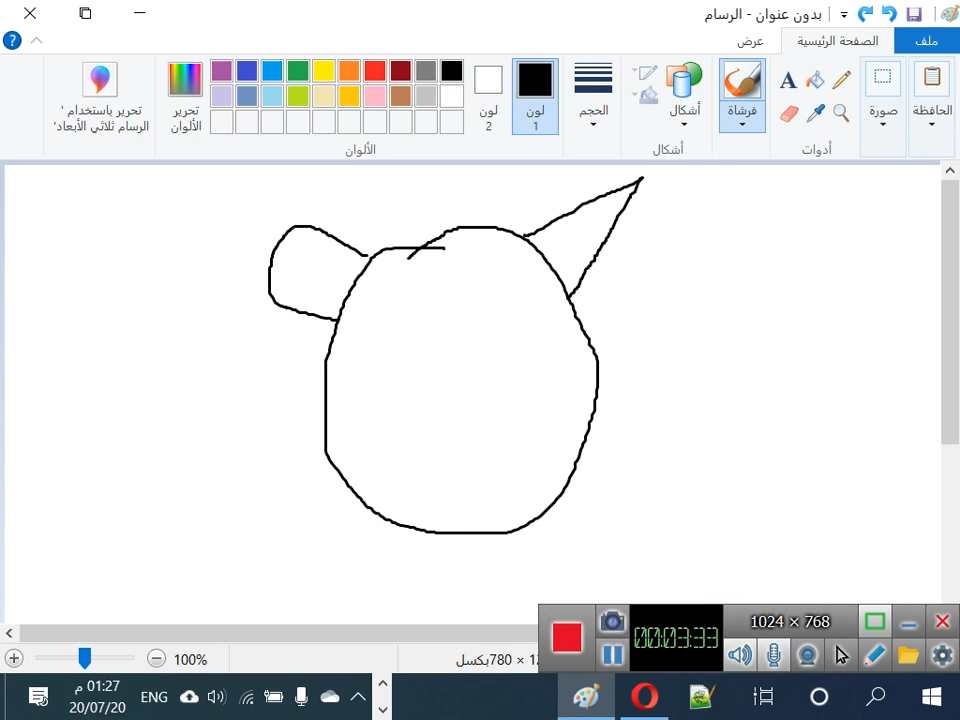 بدون عنوان - الرسام
ملف
الصفحة الرئيسية
عرض
الحافظة
صورة
أدوات
فرشاة
أشكال
أشكال
الحجم
لون
1
لون
2
الألوان
تحرير
الألوان
تحرير باستخدام '
الرسام ثلاثي الأبعاد'
1024 × 768
00:03:33
100%
780بكسل
01:27 م
20/07/20
ENG